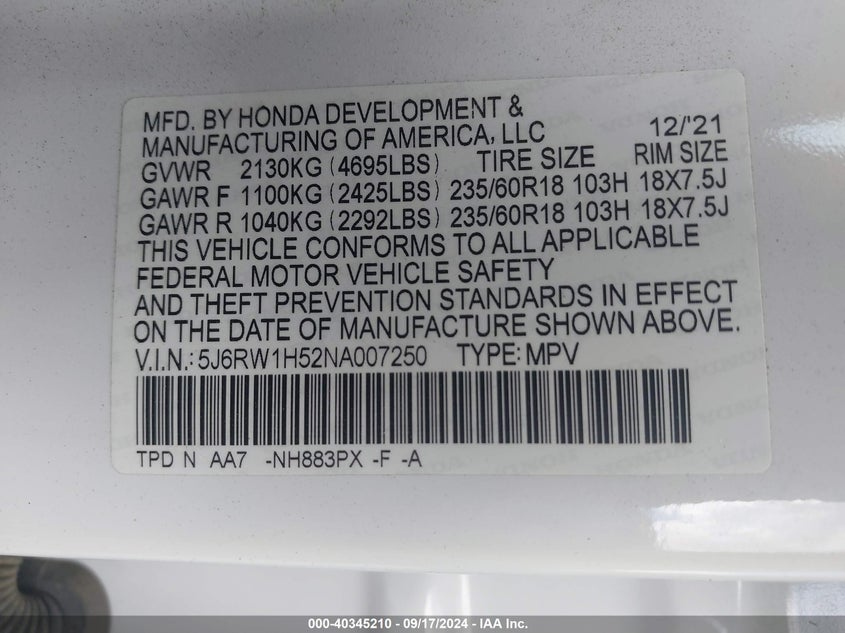 MFD. BY HONDA DEVELOPMENT &
MANUFACTURING OF AMERICA, LLC 12/'21
GVWR 2130KG (4695LBS) TIRE SIZE RIM SIZE
GAWR F 1100KG (2425LBS) 235/60R18 103H 18X7.5J
GAWR R 1040KG (2292LBS) 235/60R18 103H 18X7.5J
THIS VEHICLE CONFORMS TO ALL APPLICABLE
FEDERAL MOTOR VEHICLE SAFETY
AND THEFT PREVENTION STANDARDS IN EFFECT
ON THE DATE OF MANUFACTURE SHOWN ABOVE.
V.I.N.: 5J6RW1H52NA007250 TYPE: MPV
TPD N AA7 -NH883PX -F -A
000-40345210 - 09/17/2024 - IAA Inc.